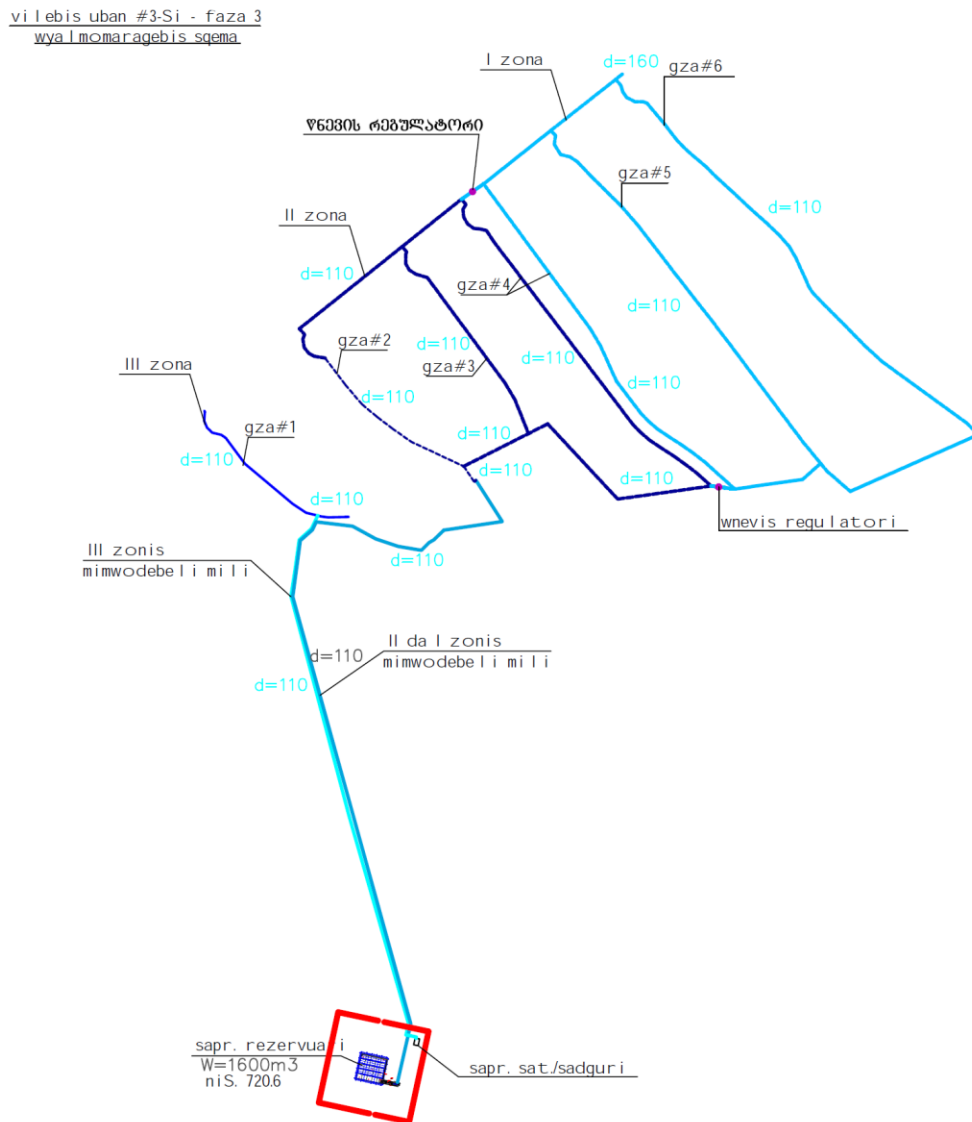 vilebis uban #3-Si - faza 3
wyalmomaragebis sqema
I zona
d=160
gza#6
წნევის რეგულატორი
gza#5
II zona
d=110
d=110
gza#4
d=110
gza#2
d=110
d=110
III zona
gza#3
d=110
d=110
gza#1
d=110
d=110
d=110
d=110
d=110
wnevis regulatori
III zonis
mimwodebeli mili
d=110
II da I zonis
mimwodebeli mili
d=110
d=110
sapr. rezervuari
W=1600m3
niS. 720.6
sapr. sat./sadguri